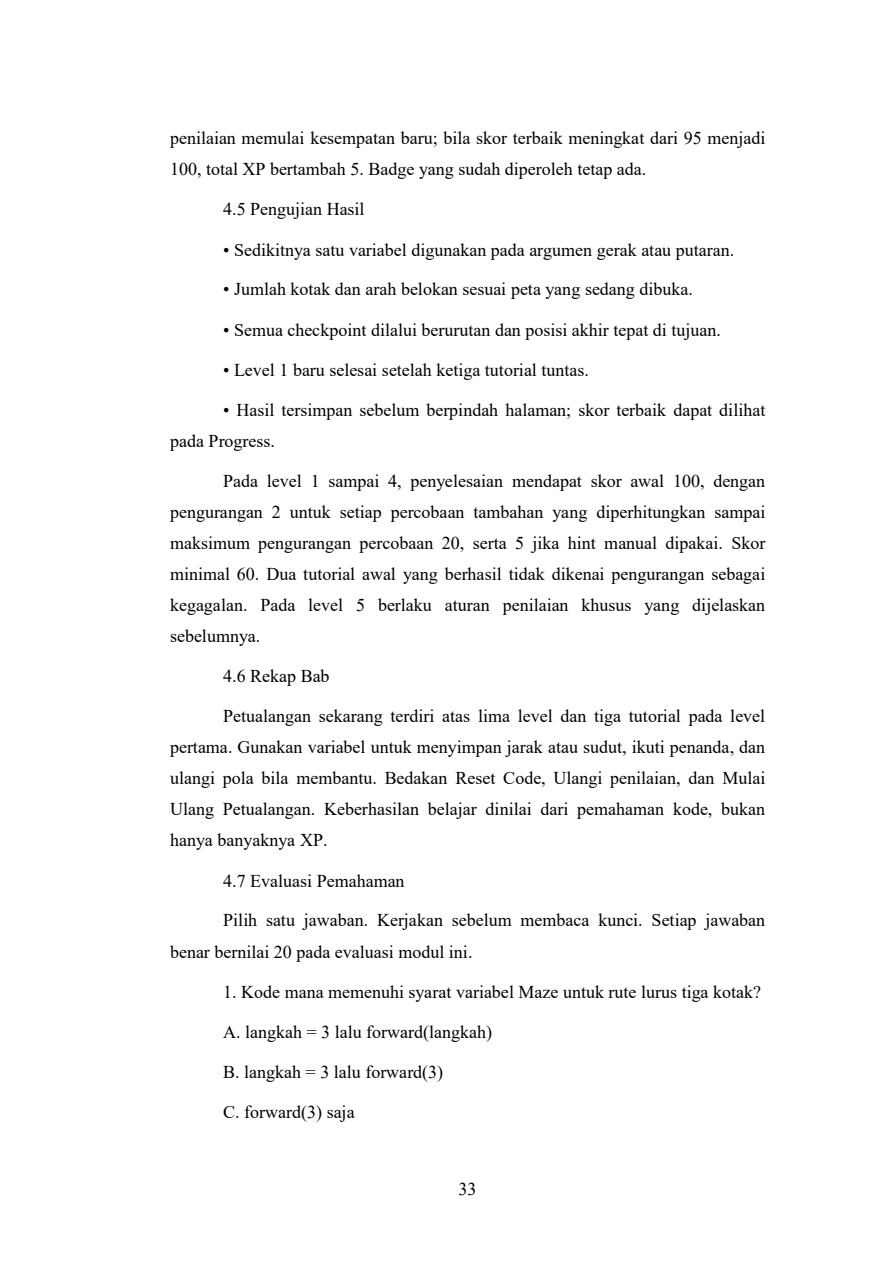 penilaian memulai kesempatan baru; bila skor terbaik meningkat dari 95 menjadi
100, total XP bertambah 5. Badge yang sudah diperoleh tetap ada.
4.5 Pengujian Hasil
• Sedikitnya satu variabel digunakan pada argumen gerak atau putaran.
• Jumlah kotak dan arah belokan sesuai peta yang sedang dibuka.
• Semua checkpoint dilalui berurutan dan posisi akhir tepat di tujuan.
• Level 1 baru selesai setelah ketiga tutorial tuntas.
• Hasil tersimpan sebelum berpindah halaman; skor terbaik dapat dilihat
pada Progress.
Pada level 1 sampai 4, penyelesaian mendapat skor awal 100, dengan
pengurangan 2 untuk setiap percobaan tambahan yang diperhitungkan sampai
maksimum pengurangan percobaan 20, serta 5 jika hint manual dipakai. Skor
minimal 60. Dua tutorial awal yang berhasil tidak dikenai pengurangan sebagai
kegagalan. Pada level 5 berlaku aturan penilaian khusus yang dijelaskan
sebelumnya.
4.6 Rekap Bab
Petualangan sekarang terdiri atas lima level dan tiga tutorial pada level
pertama. Gunakan variabel untuk menyimpan jarak atau sudut, ikuti penanda, dan
ulangi pola bila membantu. Bedakan Reset Code, Ulangi penilaian, dan Mulai
Ulang Petualangan. Keberhasilan belajar dinilai dari pemahaman kode, bukan
hanya banyaknya XP.
4.7 Evaluasi Pemahaman
Pilih satu jawaban. Kerjakan sebelum membaca kunci. Setiap jawaban
benar bernilai 20 pada evaluasi modul ini.
1. Kode mana memenuhi syarat variabel Maze untuk rute lurus tiga kotak?
A. langkah = 3 lalu forward(langkah)
B. langkah = 3 lalu forward(3)
C. forward(3) saja
33